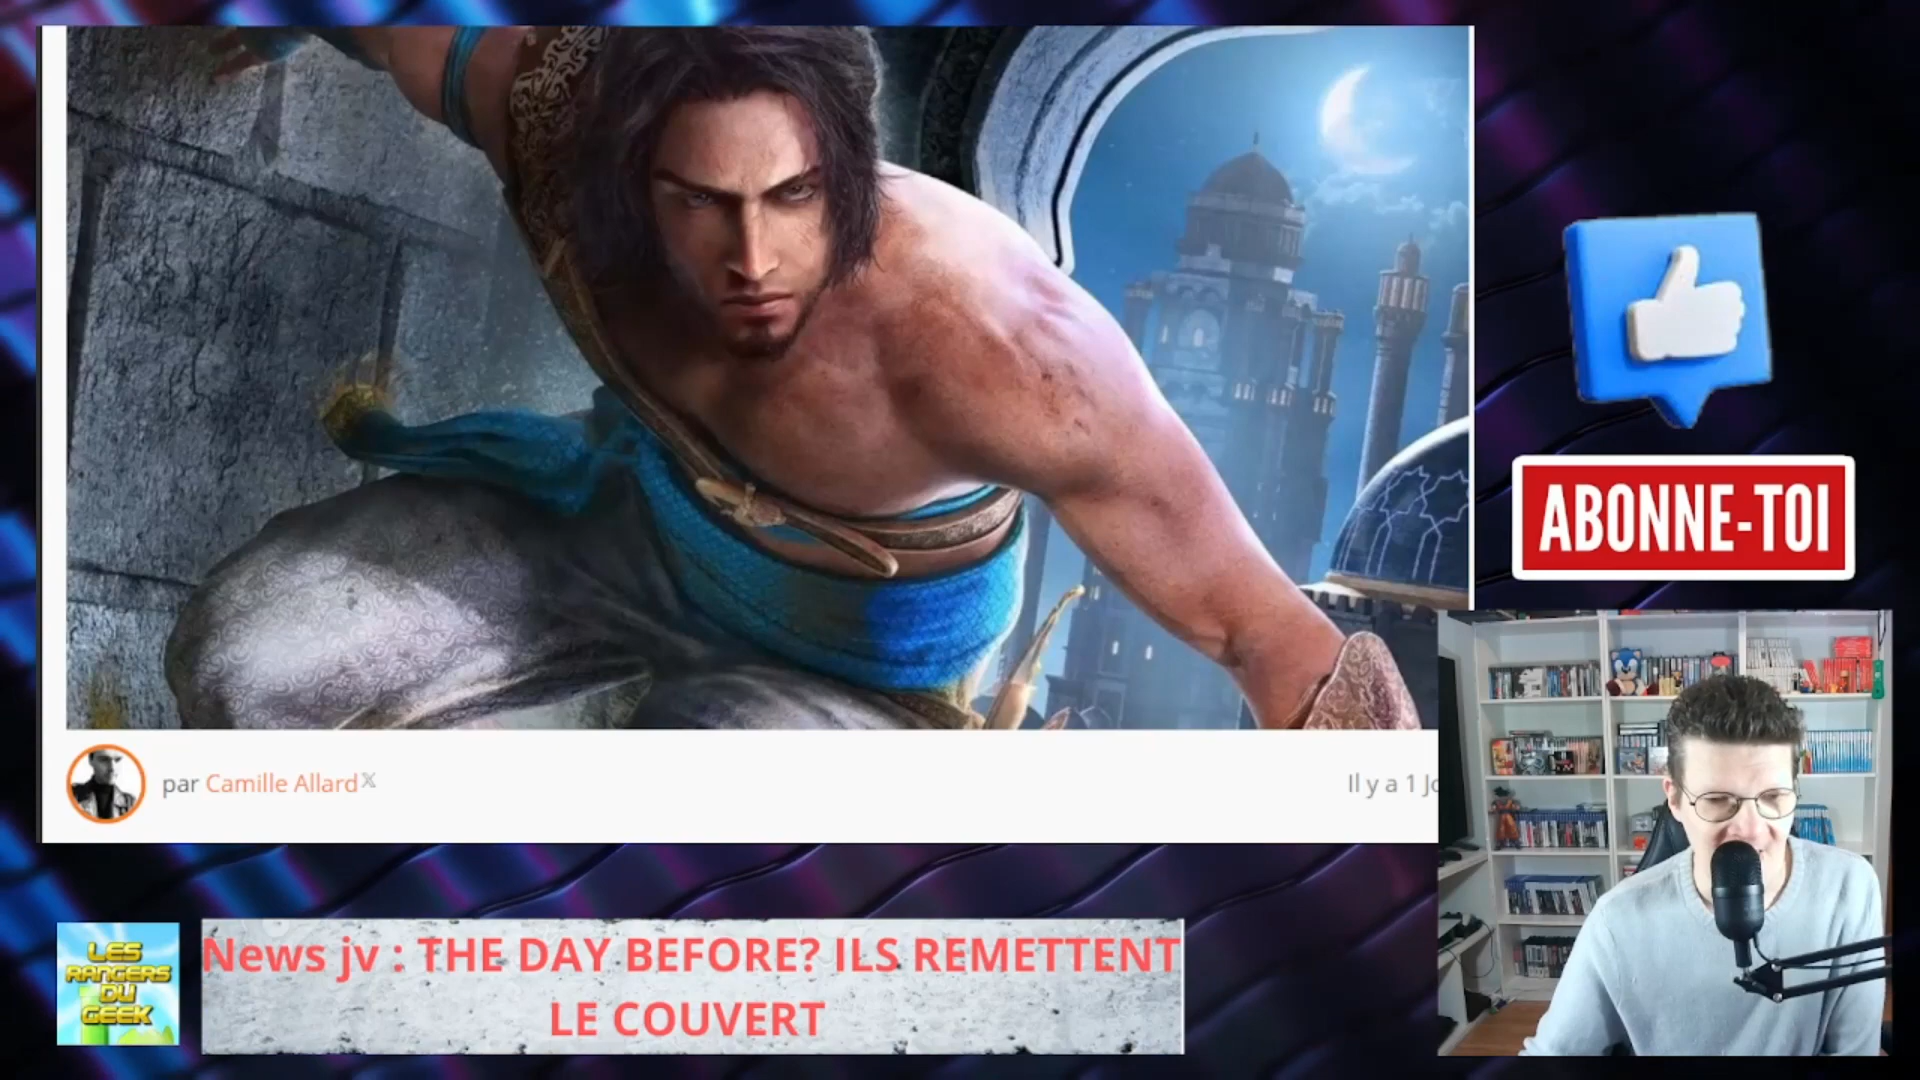 ABONNE-TOI
par Camille Allard
Il y a 1 Jo
LES
RANGERS
DU
GEEK
News jv : THE DAY BEFORE? ILS REMETTENT
LE COUVERT